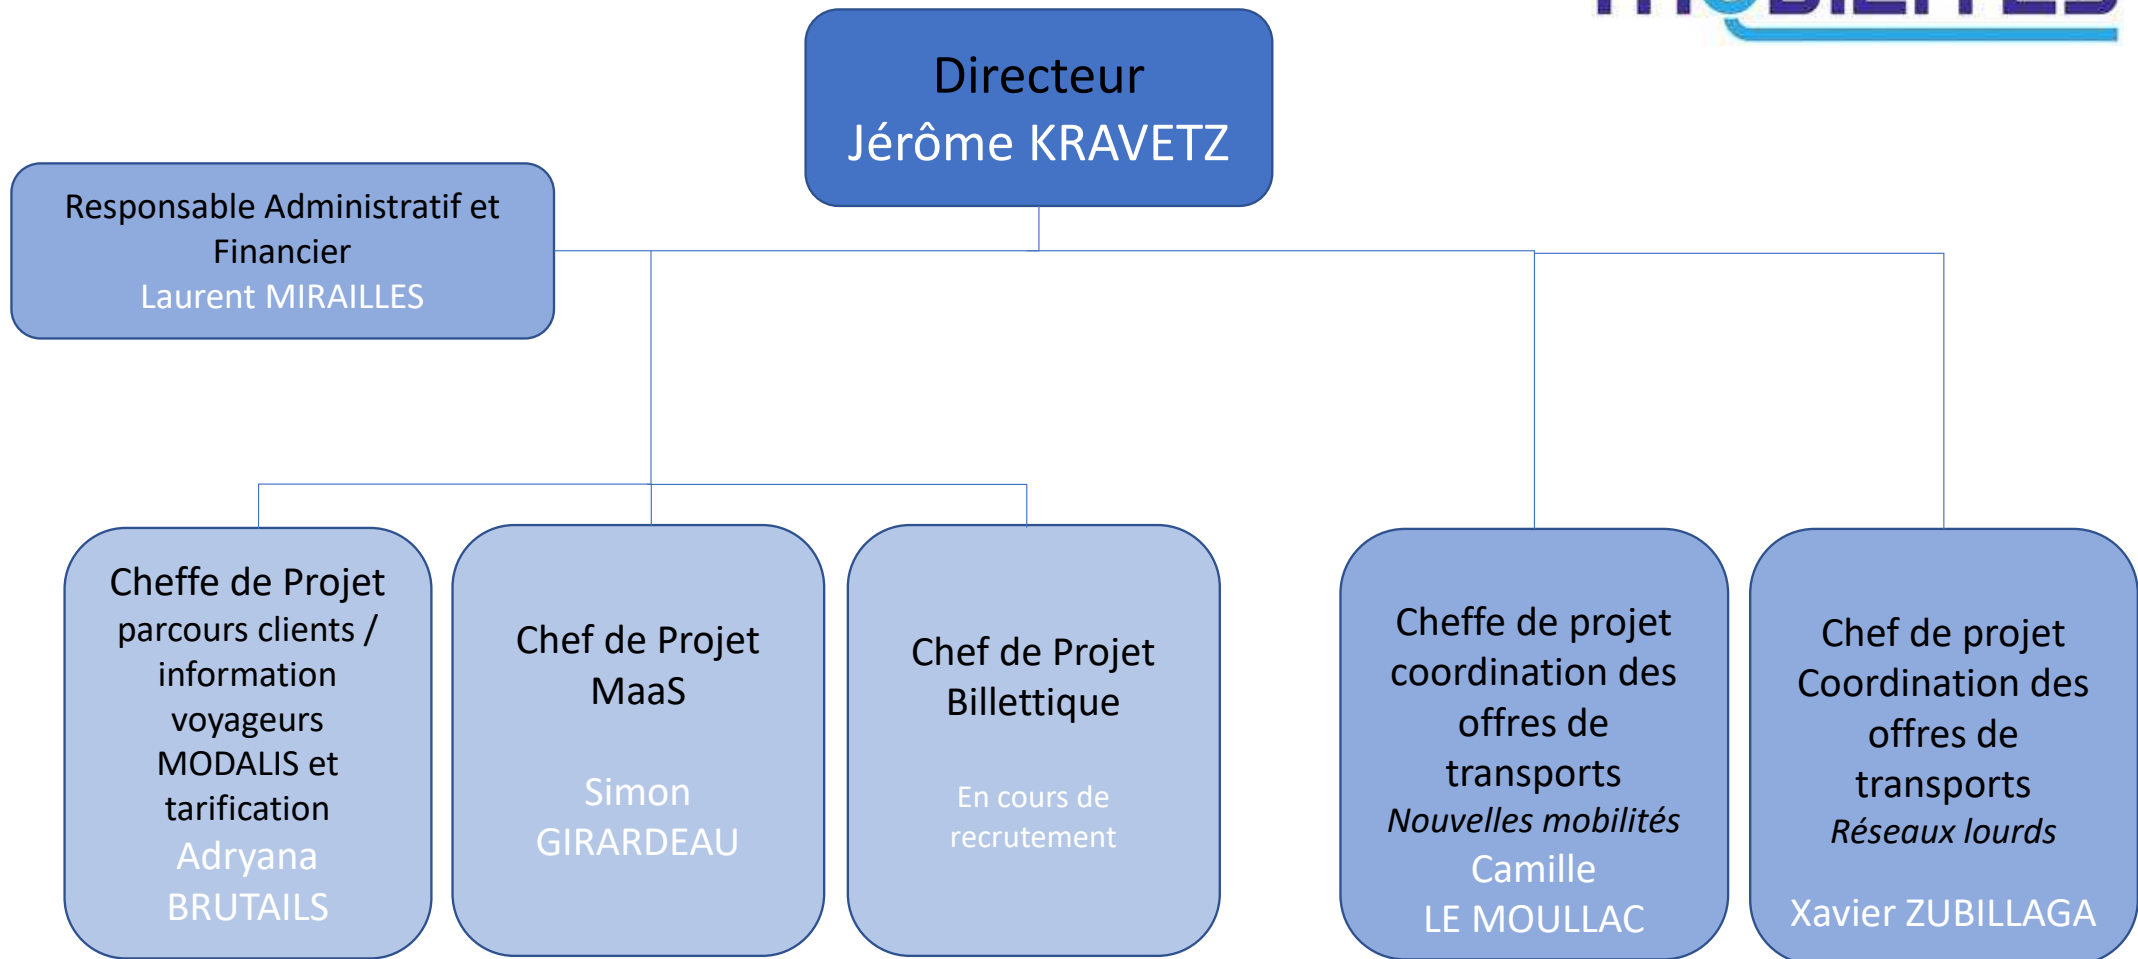 Directeur
Jérôme KRAVETZ
Responsable Administratif et
Financier
Laurent MIRAILLES
Cheffe de Projet
parcours clients /
information
voyageurs
MODALIS et
tarification
Adryana
BRUTAILS
Chef de Projet
MaaS
Simon
GIRARDEAU
Chef de Projet
Billettique
En cours de
recrutement
Cheffe de projet
coordination des
offres de
transports
Nouvelles mobilités
Camille
LE MOULLAC
Chef de projet
Coordination des
offres de
transports
Réseaux lourds
Xavier ZUBILLAGA